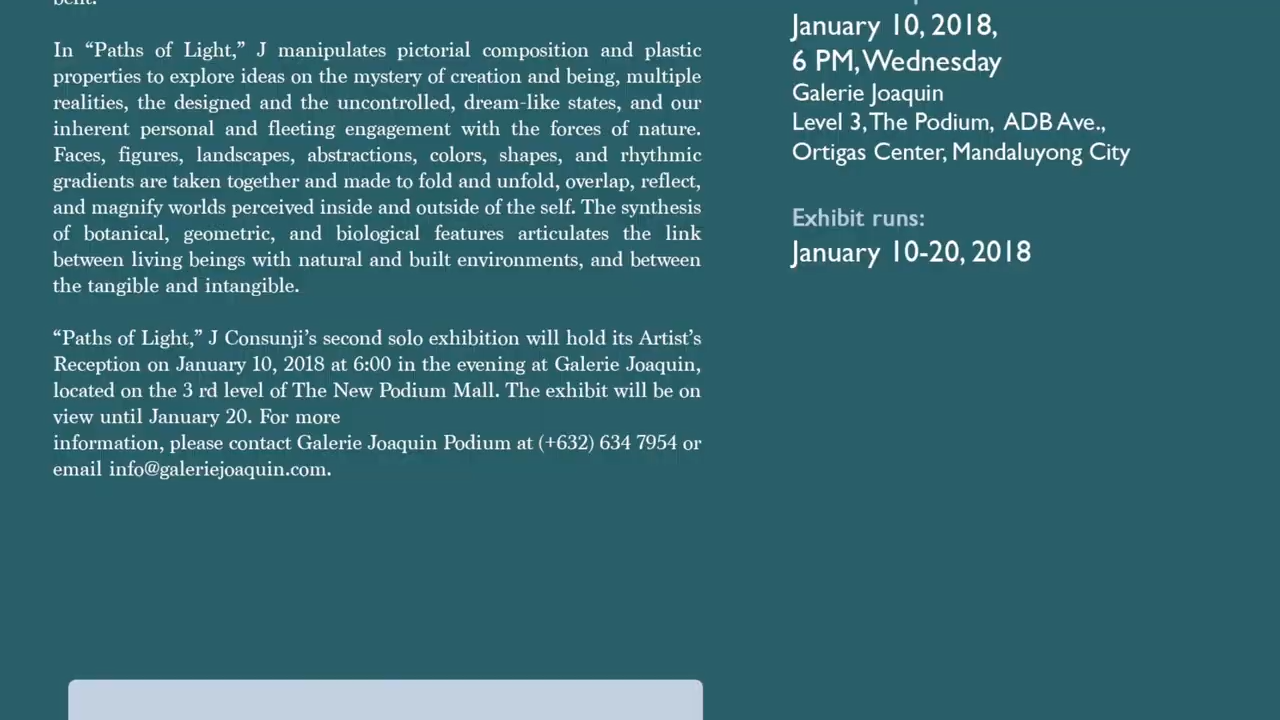 bent.
In “Paths of Light,” J manipulates pictorial composition and plastic
properties to explore ideas on the mystery of creation and being, multiple
realities, the designed and the uncontrolled, dream-like states, and our
inherent personal and fleeting engagement with the forces of nature.
Faces, figures, landscapes, abstractions, colors, shapes, and rhythmic
gradients are taken together and made to fold and unfold, overlap, reflect,
and magnify worlds perceived inside and outside of the self. The synthesis
of botanical, geometric, and biological features articulates the link
between living beings with natural and built environments, and between
the tangible and intangible.
“Paths of Light,” J Consunji’s second solo exhibition will hold its Artist’s
Reception on January 10, 2018 at 6:00 in the evening at Galerie Joaquin,
located on the 3 rd level of The New Podium Mall. The exhibit will be on
view until January 20. For more
information, please contact Galerie Joaquin Podium at (+632) 634 7954 or
email info@galeriejoaquin.com.
January 10, 2018,
6 PM, Wednesday
Galerie Joaquin
Level 3, The Podium, ADB Ave.,
Ortigas Center, Mandaluyong City
Exhibit runs:
January 10-20, 2018